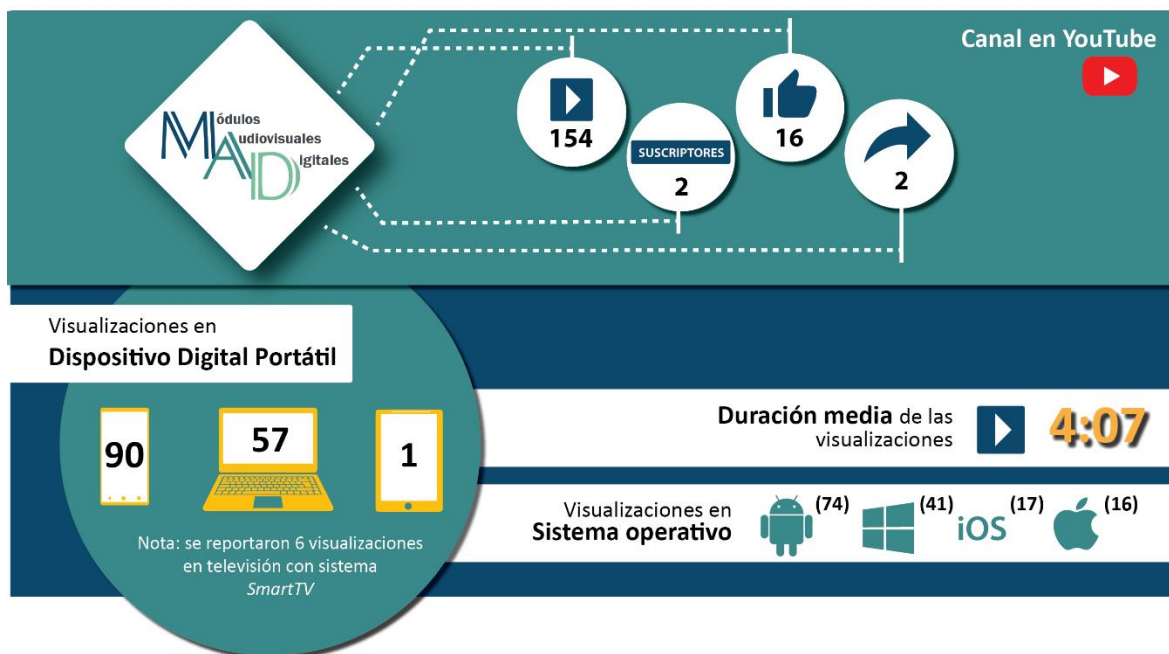 Canal en YouTube
Módulos
Audiovisuales
Digitales
154
SUSCRIPTORES
2
16
2
Visualizaciones en
Dispositivo Digital Portátil
90
57
1
Nota: se reportaron 6 visualizaciones
en televisión con sistema
SmartTV
Duración media de las
visualizaciones
4:07
Visualizaciones en
Sistema operativo
(74)
(41)
iOS (17)
(16)